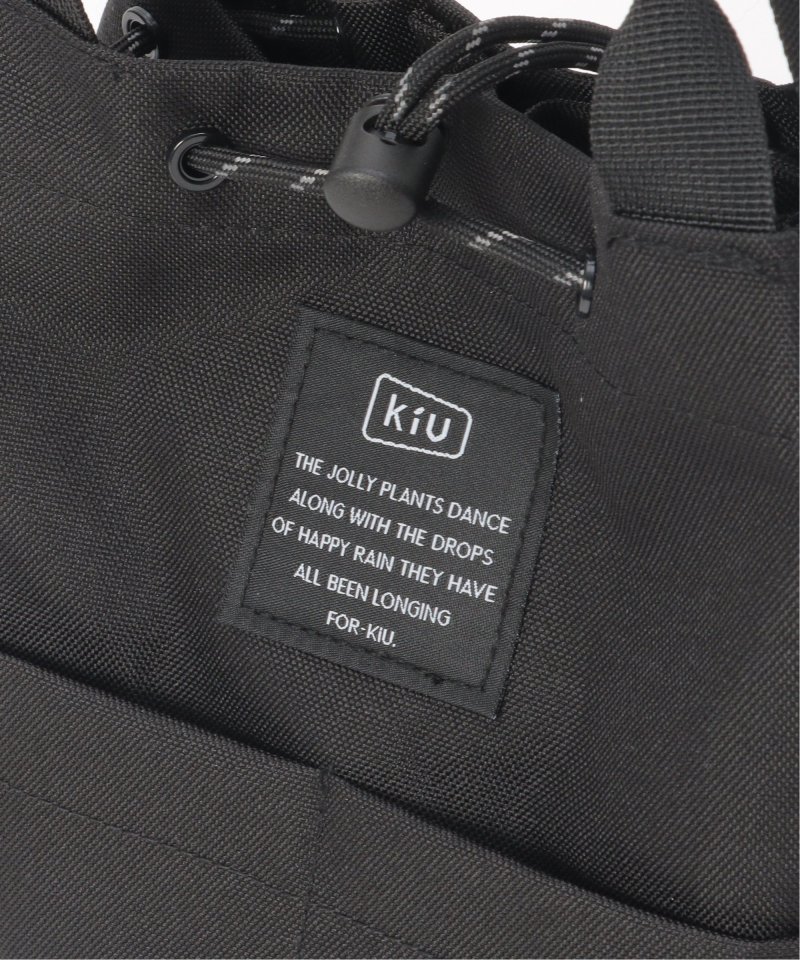 kiu
THE JOLLY PLANTS DANCE
ALONG WITH THE DROPS
OF HAPPY RAIN THEY HAVE
ALL BEEN LONGING
FOR-KiU.